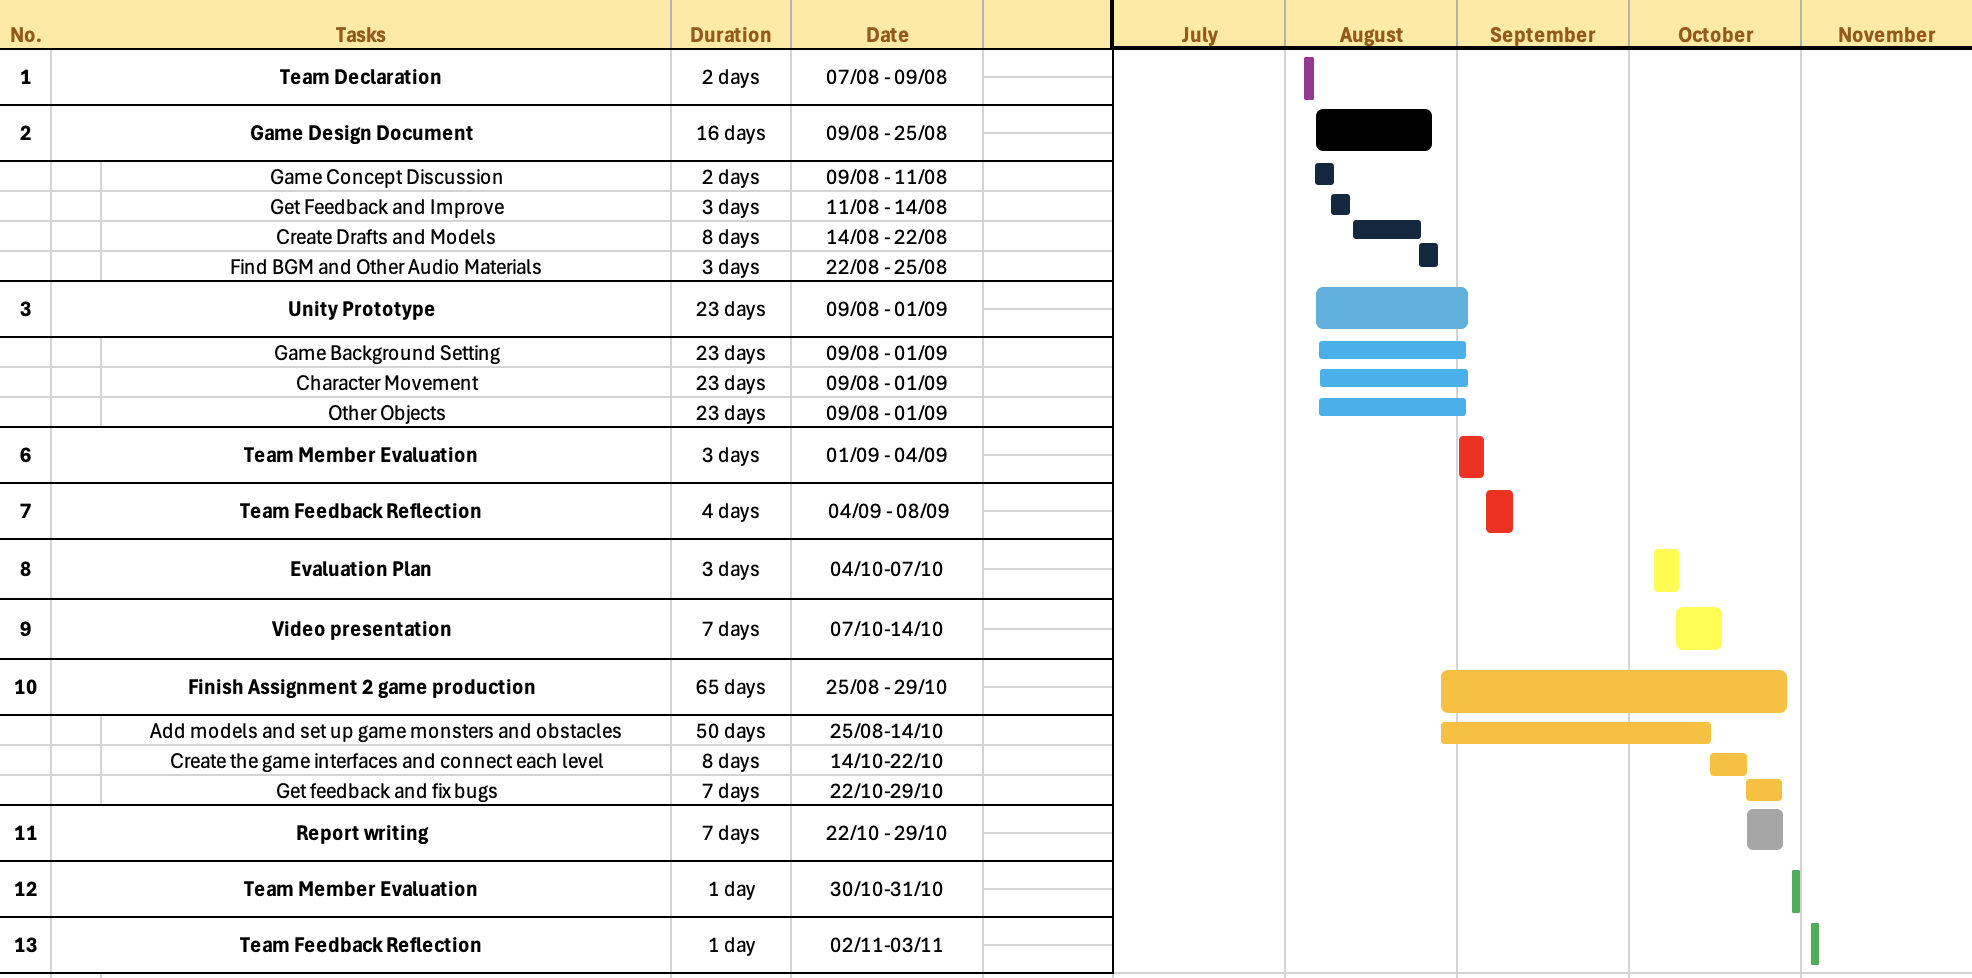 No. Tasks Duration Date July August September October November
1 Team Declaration 2 days 07/08 - 09/08
2 Game Design Document 16 days 09/08 - 25/08
Game Concept Discussion 2 days 09/08 - 11/08
Get Feedback and Improve 3 days 11/08 - 14/08
Create Drafts and Models 8 days 14/08 - 22/08
Find BGM and Other Audio Materials 3 days 22/08 - 25/08
3 Unity Prototype 23 days 09/08 - 01/09
Game Background Setting 23 days 09/08 - 01/09
Character Movement 23 days 09/08 - 01/09
Other Objects 23 days 09/08 - 01/09
6 Team Member Evaluation 3 days 01/09 - 04/09
7 Team Feedback Reflection 4 days 04/09 - 08/09
8 Evaluation Plan 3 days 04/10-07/10
9 Video presentation 7 days 07/10-14/10
10 Finish Assignment 2 game production 65 days 25/08 - 29/10
Add models and set up game monsters and obstacles 50 days 25/08-14/10
Create the game interfaces and connect each level 8 days 14/10-22/10
Get feedback and fix bugs 7 days 22/10-29/10
11 Report writing 7 days 22/10 - 29/10
12 Team Member Evaluation 1 day 30/10-31/10
13 Team Feedback Reflection 1 day 02/11-03/11